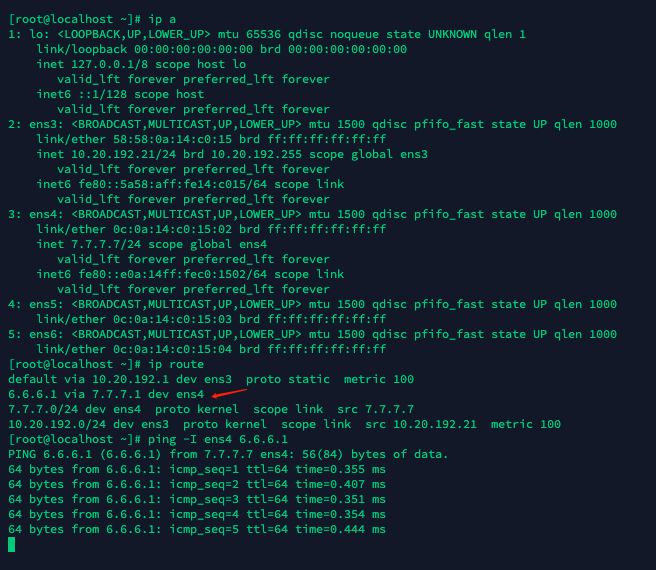 [root@localhost ~]# ip a
1: lo: <LOOPBACK,UP,LOWER_UP> mtu 65536 qdisc noqueue state UNKNOWN qlen 1
    link/loopback 00:00:00:00:00:00 brd 00:00:00:00:00:00
    inet 127.0.0.1/8 scope host lo
       valid_lft forever preferred_lft forever
    inet6 ::1/128 scope host
       valid_lft forever preferred_lft forever
2: ens3: <BROADCAST,MULTICAST,UP,LOWER_UP> mtu 1500 qdisc pfifo_fast state UP qlen 1000
    link/ether 58:58:0a:14:c0:15 brd ff:ff:ff:ff:ff:ff
    inet 10.20.192.21/24 brd 10.20.192.255 scope global ens3
       valid_lft forever preferred_lft forever
    inet6 fe80::5a58:aff:fe14:c015/64 scope link
       valid_lft forever preferred_lft forever
3: ens4: <BROADCAST,MULTICAST,UP,LOWER_UP> mtu 1500 qdisc pfifo_fast state UP qlen 1000
    link/ether 0c:0a:14:c0:15:02 brd ff:ff:ff:ff:ff:ff
    inet 7.7.7.7/24 scope global ens4
       valid_lft forever preferred_lft forever
    inet6 fe80::e0a:14ff:fec0:1502/64 scope link
       valid_lft forever preferred_lft forever
4: ens5: <BROADCAST,MULTICAST,UP,LOWER_UP> mtu 1500 qdisc pfifo_fast state UP qlen 1000
    link/ether 0c:0a:14:c0:15:03 brd ff:ff:ff:ff:ff:ff
5: ens6: <BROADCAST,MULTICAST,UP,LOWER_UP> mtu 1500 qdisc pfifo_fast state UP qlen 1000
    link/ether 0c:0a:14:c0:15:04 brd ff:ff:ff:ff:ff:ff
[root@localhost ~]# ip route
default via 10.20.192.1 dev ens3  proto static  metric 100
6.6.6.1 via 7.7.7.1 dev ens4
7.7.7.0/24 dev ens4  proto kernel  scope link  src 7.7.7.7
10.20.192.0/24 dev ens3  proto kernel  scope link  src 10.20.192.21  metric 100
[root@localhost ~]# ping -I ens4 6.6.6.1
PING 6.6.6.1 (6.6.6.1) from 7.7.7.7 ens4: 56(84) bytes of data.
64 bytes from 6.6.6.1: icmp_seq=1 ttl=64 time=0.355 ms
64 bytes from 6.6.6.1: icmp_seq=2 ttl=64 time=0.407 ms
64 bytes from 6.6.6.1: icmp_seq=3 ttl=64 time=0.351 ms
64 bytes from 6.6.6.1: icmp_seq=4 ttl=64 time=0.354 ms
64 bytes from 6.6.6.1: icmp_seq=5 ttl=64 time=0.444 ms